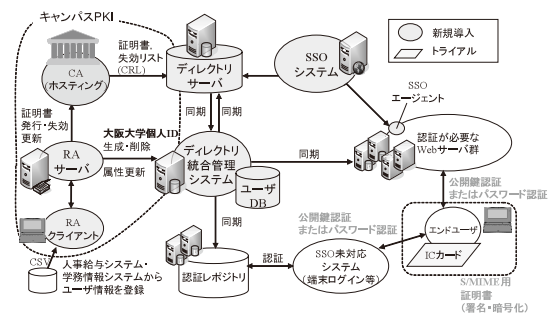 キャンパスPKI
新規導入
トライアル
証明書,
失効リスト
(CRL)
CA
(ホスティング)
ディレクトリ
サーバ
SSO
システム
SSO
エージェント
証明書
発行・失効
更新
同期
同期
大阪大学個人ID
生成・削除
属性更新
RA
サーバ
ディレクトリ
統合管理
システム
ユーザ
DB
同期
認証が必要な
Webサーバ群
公開鍵認証
またはパスワード認証
RA
クライアント
同期
公開鍵認証
またはパスワード認証
エンドユーザ
ICカード
CSV
人事給与システム・
学務情報システムから
ユーザ情報を登録
認証レポジトリ
認証
SSO未対応
システム
(端末ログイン等)
S/MIME用
証明書
(署名・暗号化)